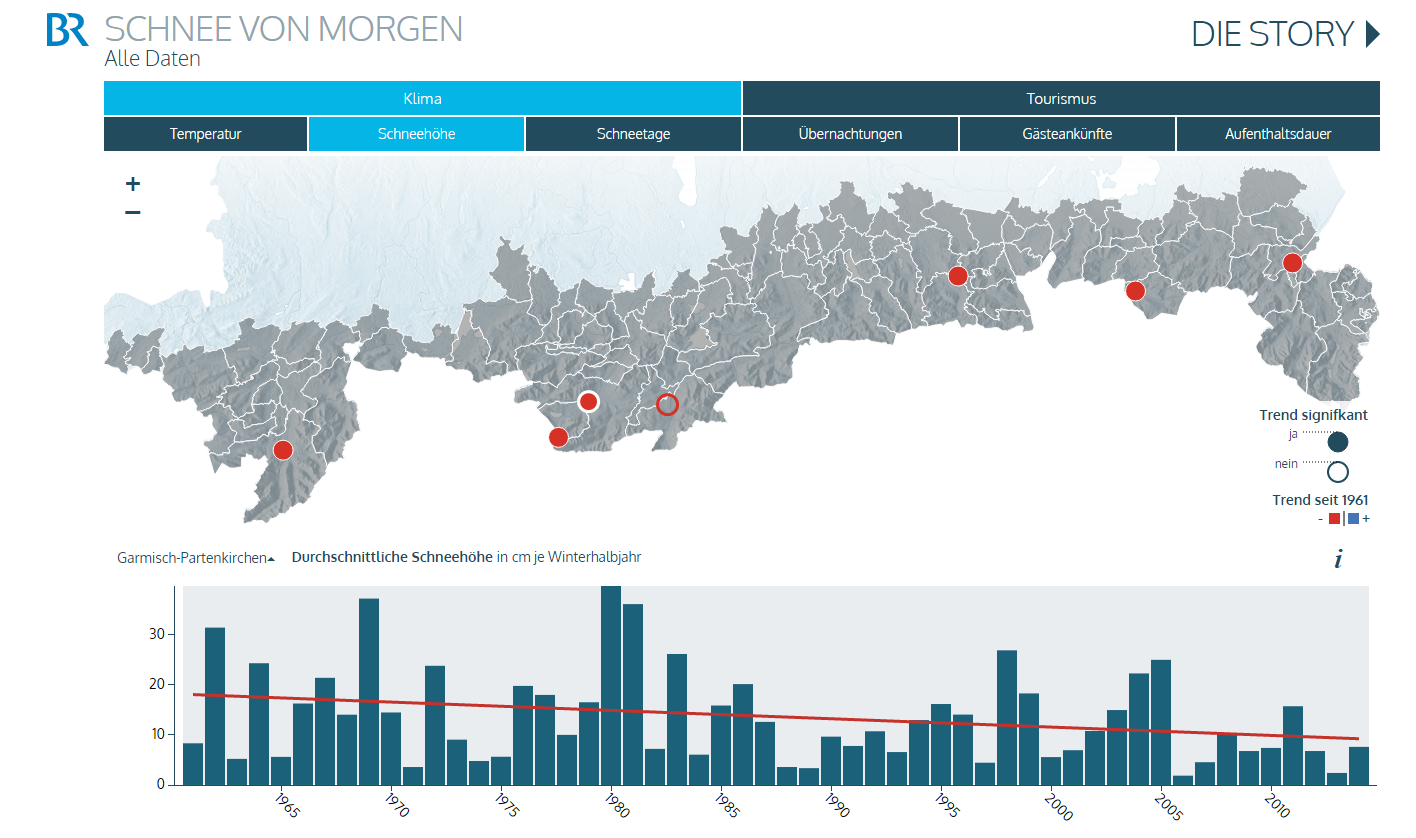 BR SCHNEE VON MORGEN
Alle Daten
DIE STORY
Klima Tourismus
Temperatur Schneehöhe Schneetage Übernachtungen Gästeankünfte Aufenthaltsdauer
+
−
Trend signifkant
ja
nein
Trend seit 1961
- +
Garmisch-Partenkirchen Durchschnittliche Schneehöhe in cm je Winterhalbjahr i
30
20
10
0
1965 1970 1975 1980 1985 1990 1995 2000 2005 2010